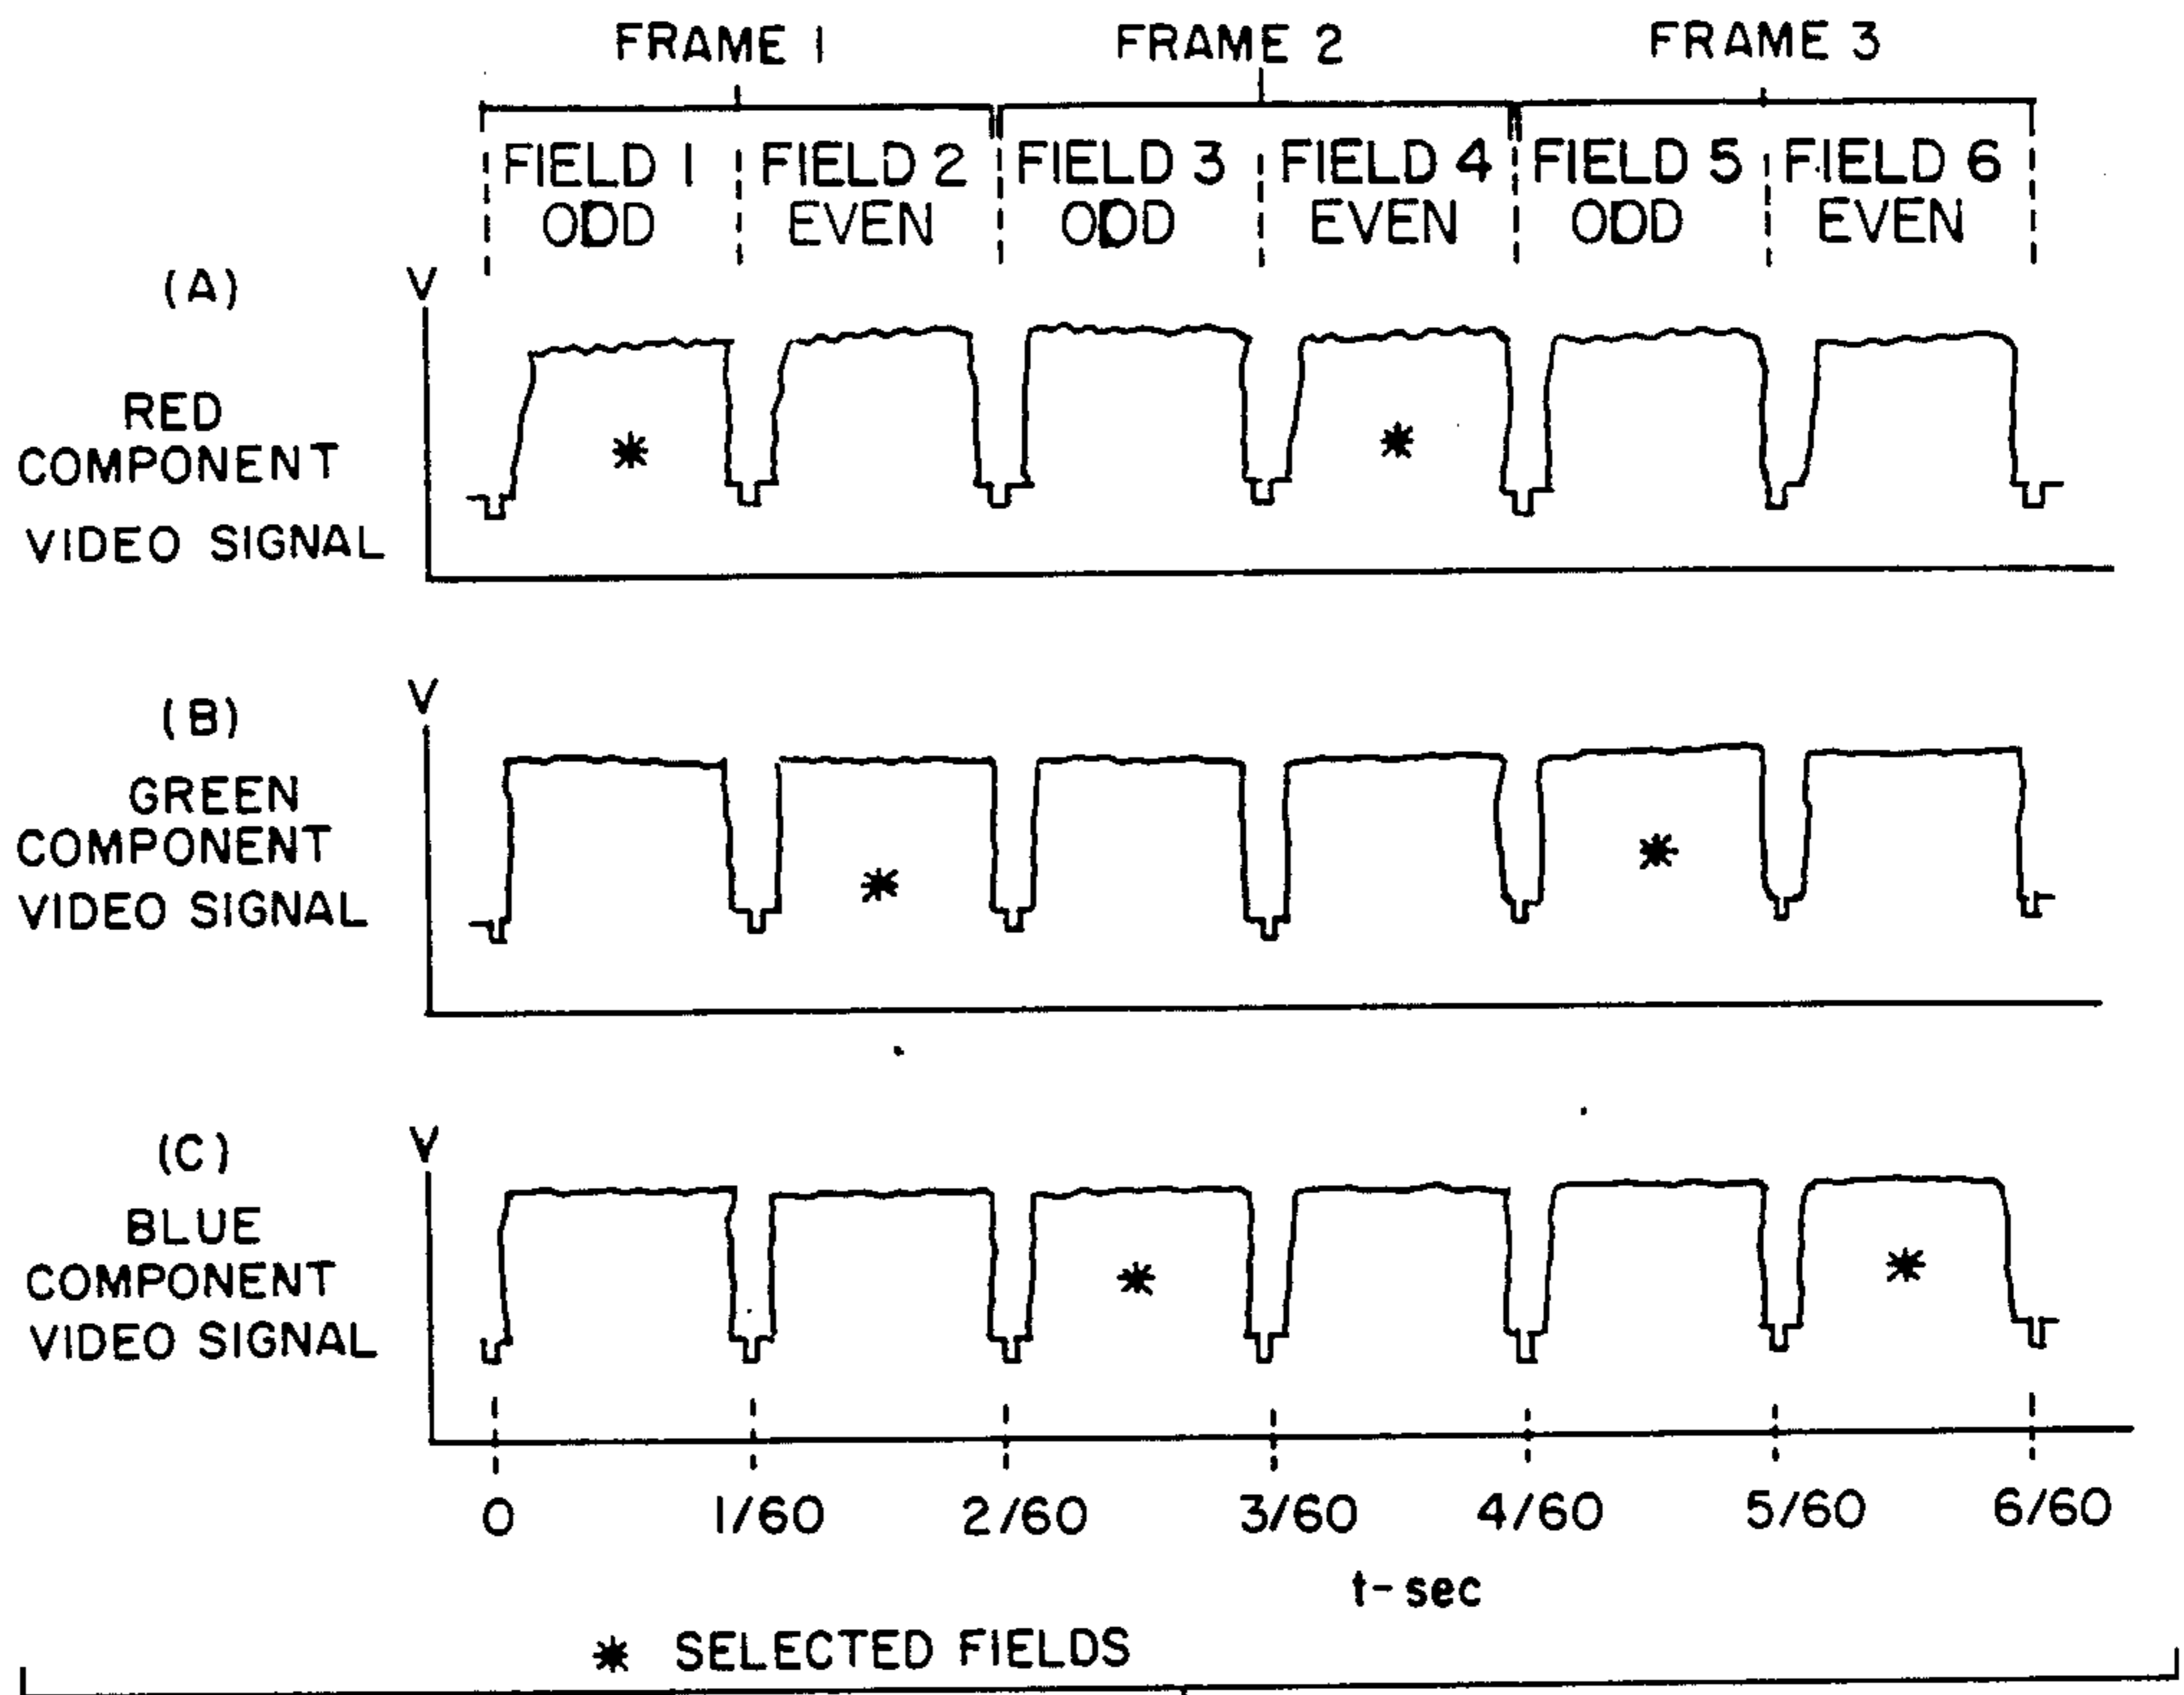 FRAME 1 FRAME 2 FRAME 3
FIELD 1 FIELD 2 FIELD 3 FIELD 4 FIELD 5 FIELD 6
ODD EVEN ODD EVEN ODD EVEN
(A) V
RED
COMPONENT
VIDEO SIGNAL
* *
(B) V
GREEN
COMPONENT
VIDEO SIGNAL
* *
(C) V
BLUE
COMPONENT
VIDEO SIGNAL
* *
0 1/60 2/60 3/60 4/60 5/60 6/60
t-sec
* SELECTED FIELDS